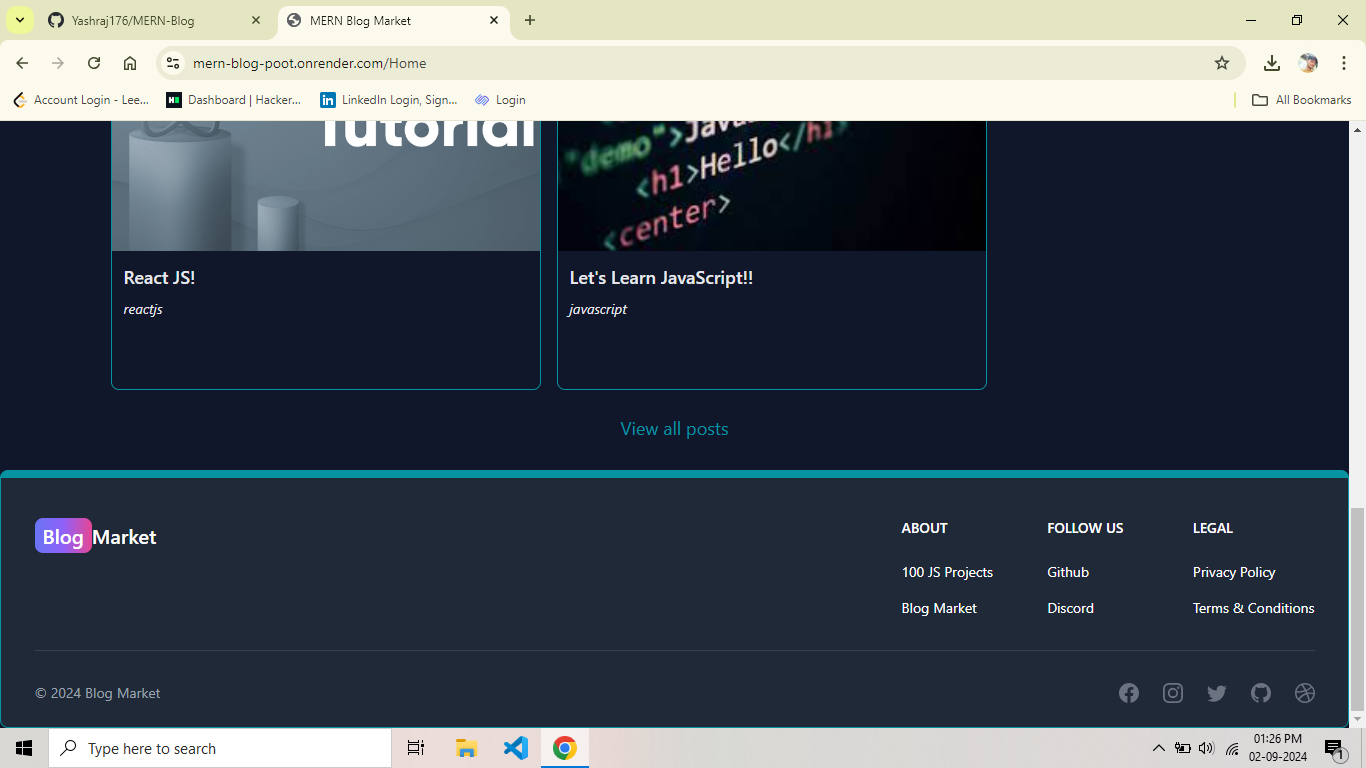 Yashraj176/MERN-Blog
MERN Blog Market
mern-blog-poot.onrender.com/Home
Account Login - Lee...
Dashboard | Hacker...
LinkedIn Login, Sign...
Login
All Bookmarks
Tutorial
"demo">Javas
<h1>Hello</h1>
<center>
React JS!
reactjs
Let's Learn JavaScript!!
javascript
View all posts
Blog Market
ABOUT
100 JS Projects
Blog Market
FOLLOW US
Github
Discord
LEGAL
Privacy Policy
Terms & Conditions
© 2024 Blog Market
Type here to search
01:26 PM
02-09-2024
1